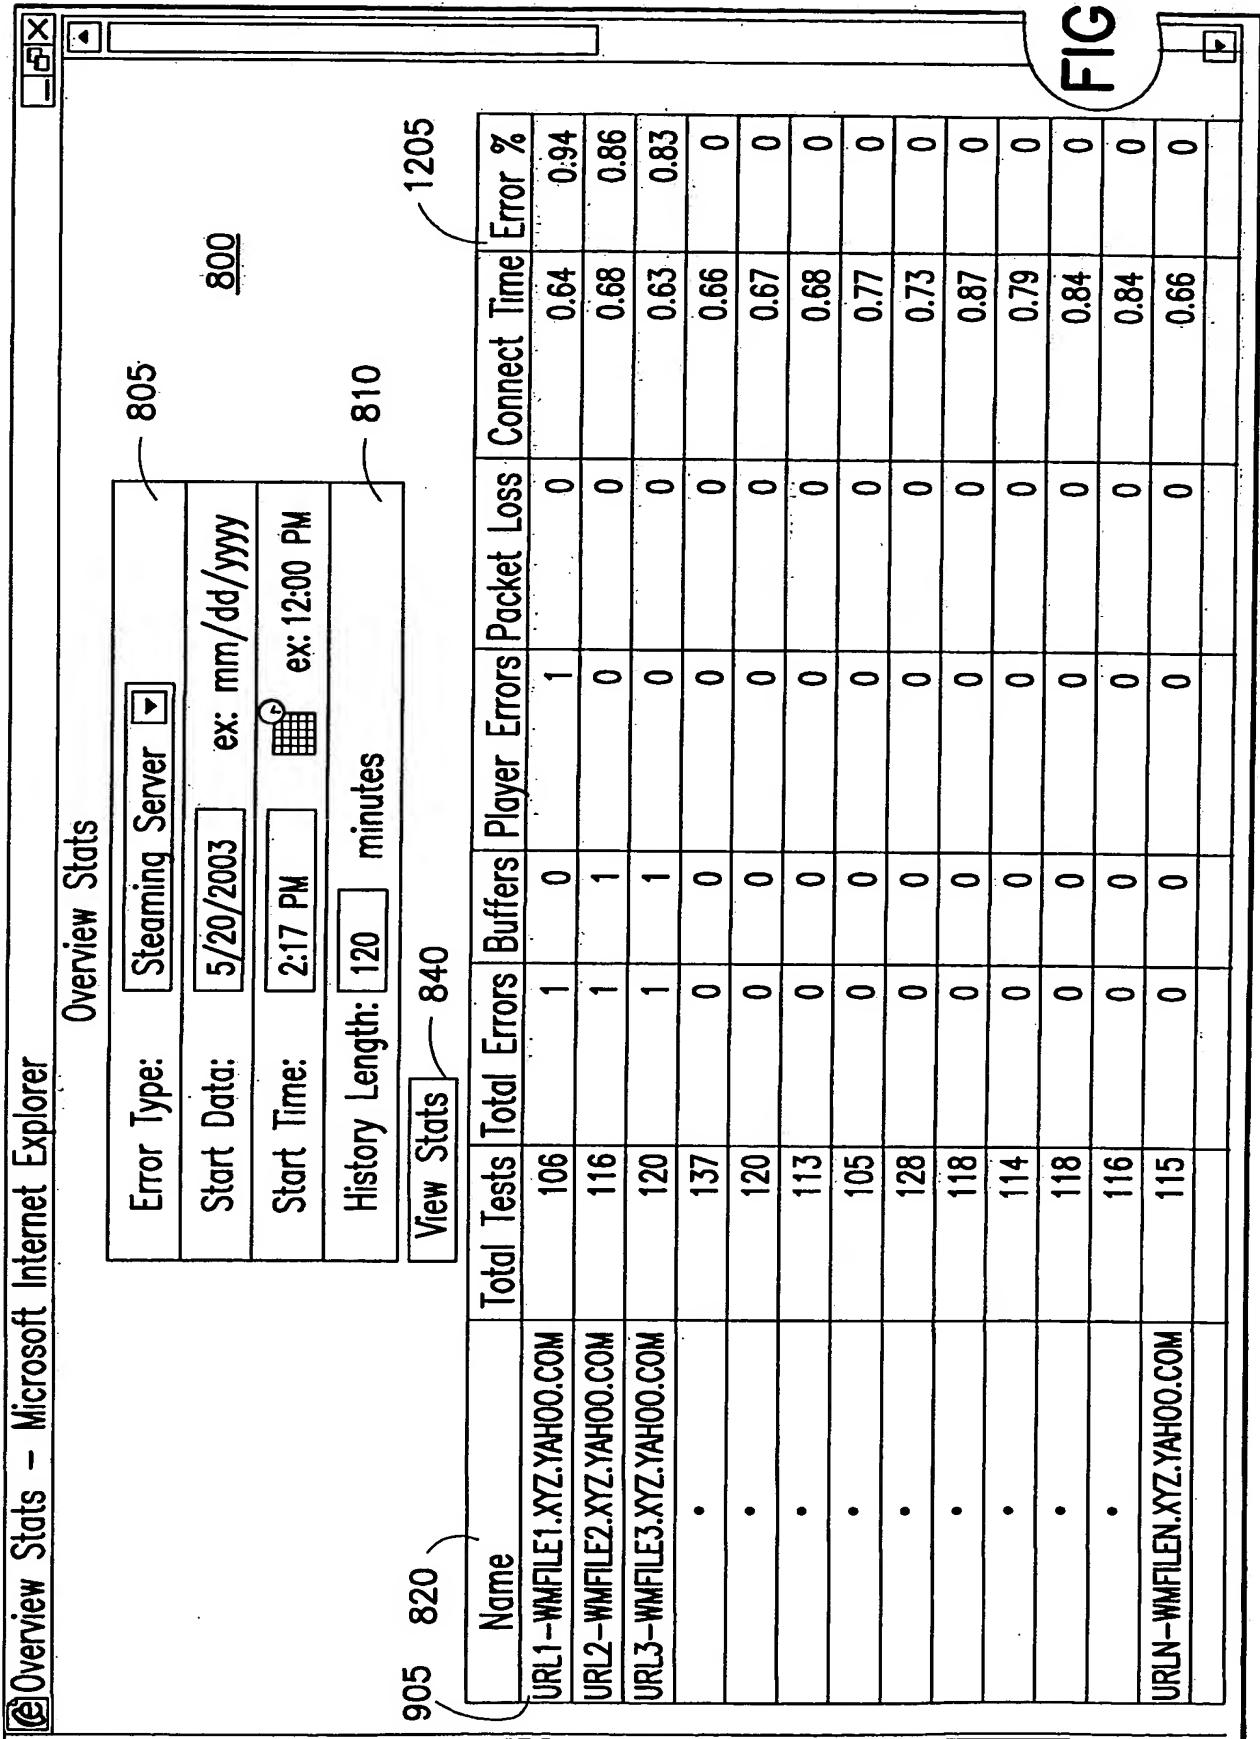 Overview Stats – Microsoft Internet Explorer
Overview Stats
800
Error Type: Steaming Server
805
Start Data: 5/20/2003 ex: mm/dd/yyyy
Start Time: 2:17 PM ex: 12:00 PM
History Length: 120 minutes
810
View Stats
840
905
820
1205
Name Total Tests Total Errors Buffers Player Errors Packet Loss Connect Time Error %
URL1-WMFILE1.XYZ.YAHOO.COM 106 1 0 1 0 0.64 0.94
URL2-WMFILE2.XYZ.YAHOO.COM 116 1 1 0 0 0.68 0.86
URL3-WMFILE3.XYZ.YAHOO.COM 120 1 1 0 0 0.63 0.83
• 137 0 0 0 0 0.66 0
• 120 0 0 0 0 0.67 0
• 113 0 0 0 0 0.68 0
• 105 0 0 0 0 0.77 0
• 128 0 0 0 0 0.73 0
• 118 0 0 0 0 0.87 0
• 114 0 0 0 0 0.79 0
• 118 0 0 0 0 0.84 0
• 116 0 0 0 0 0.84 0
URLN-WMFILEN.XYZ.YAHOO.COM 115 0 0 0 0 0.66 0
FIG